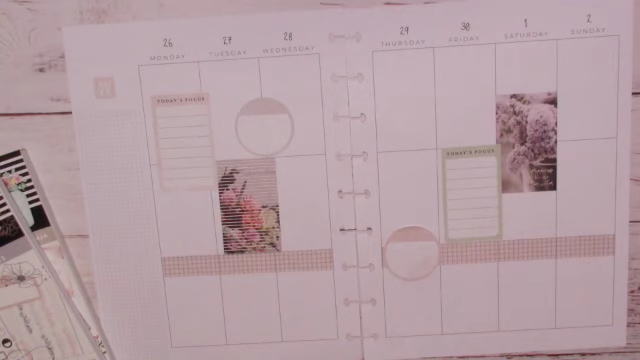 26
MONDAY
27
TUESDAY
28
WEDNESDAY
29
THURSDAY
30
FRIDAY
1
SATURDAY
2
SUNDAY
TODAY'S FOCUS
TODAY'S FOCUS